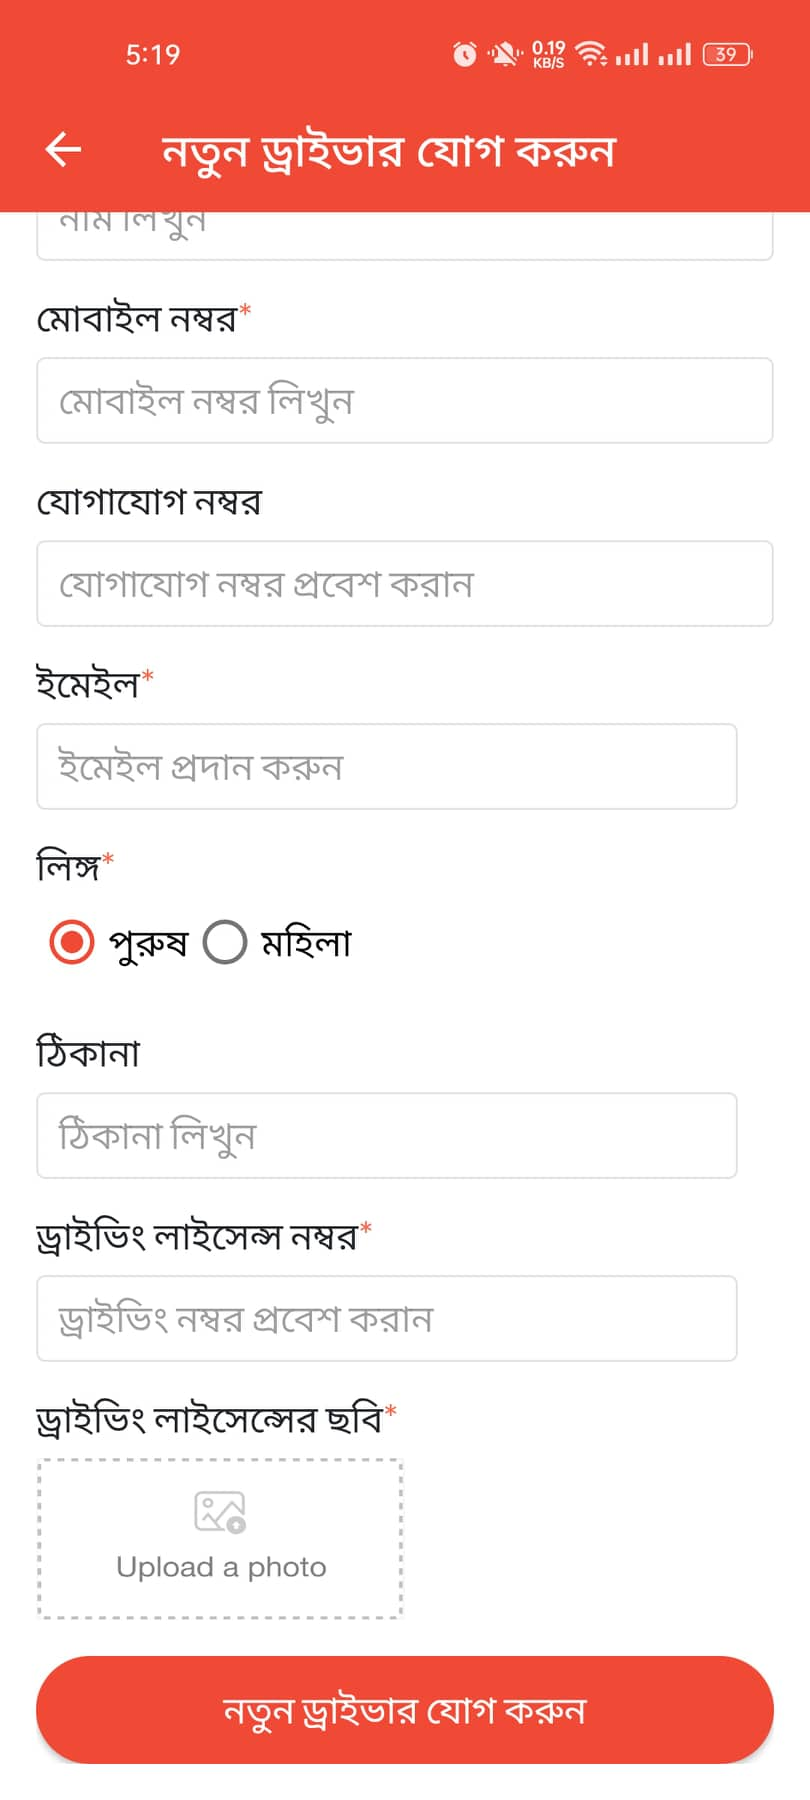 5:19
0.19
KB/S
39
নতুন ড্রাইভার যোগ করুন
নাম লিখুন
মোবাইল নম্বর*
মোবাইল নম্বর লিখুন
যোগাযোগ নম্বর
যোগাযোগ নম্বর প্রবেশ করান
ইমেইল*
ইমেইল প্রদান করুন
লিঙ্গ*
পুরুষ মহিলা
ঠিকানা
ঠিকানা লিখুন
ড্রাইভিং লাইসেন্স নম্বর*
ড্রাইভিং নম্বর প্রবেশ করান
ড্রাইভিং লাইসেন্সের ছবি*
Upload a photo
নতুন ড্রাইভার যোগ করুন